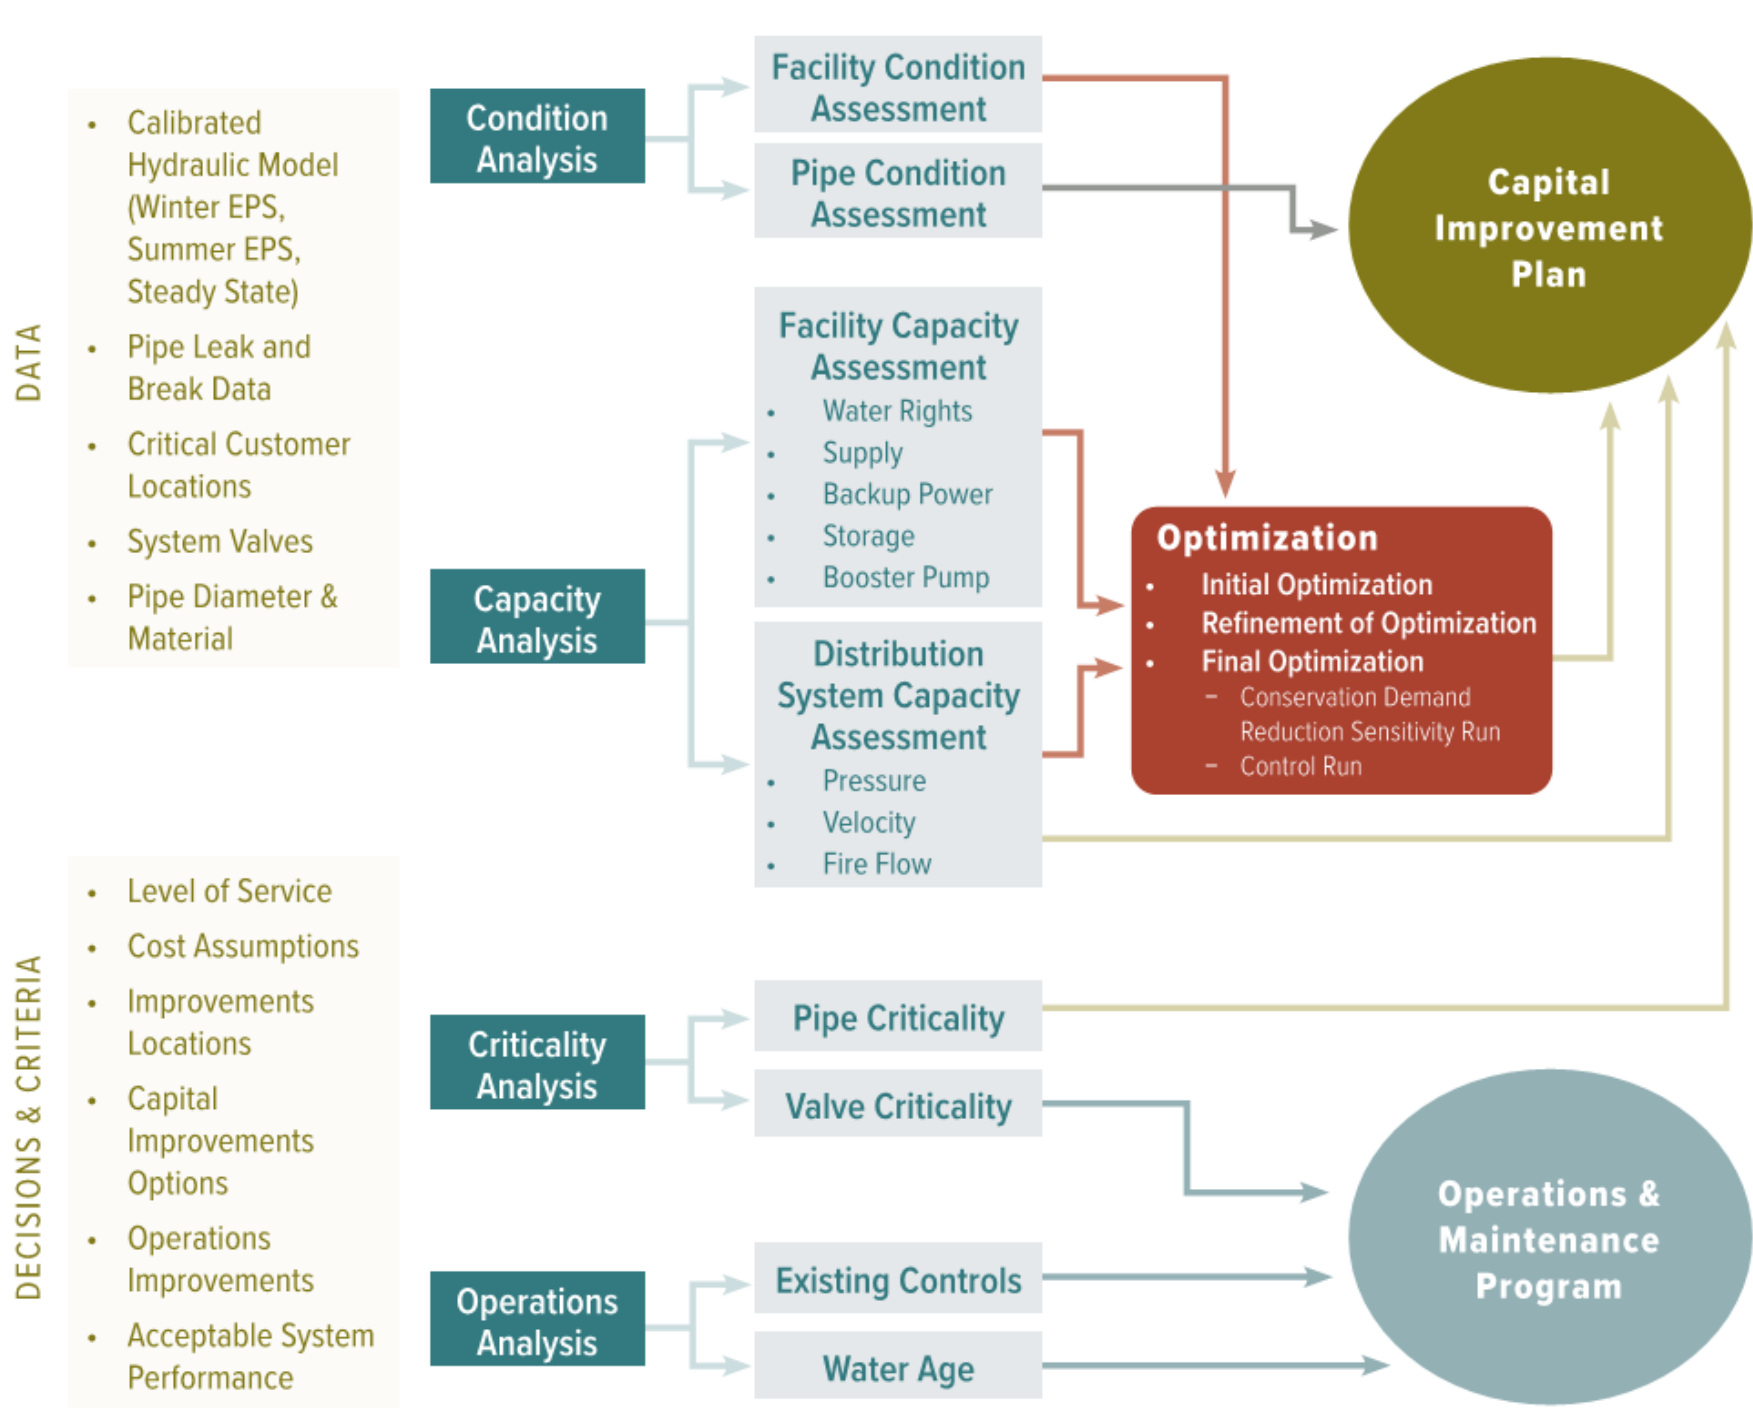 DATA
• Calibrated
Hydraulic Model
(Winter EPS,
Summer EPS,
Steady State)
• Pipe Leak and
Break Data
• Critical Customer
Locations
• System Valves
• Pipe Diameter &
Material
DECISIONS & CRITERIA
• Level of Service
• Cost Assumptions
• Improvements
Locations
• Capital
Improvements
Options
• Operations
Improvements
• Acceptable System
Performance
Condition
Analysis
Facility Condition
Assessment
Pipe Condition
Assessment
Capacity
Analysis
Facility Capacity
Assessment
• Water Rights
• Supply
• Backup Power
• Storage
• Booster Pump
Distribution
System Capacity
Assessment
• Pressure
• Velocity
• Fire Flow
Criticality
Analysis
Pipe Criticality
Valve Criticality
Operations
Analysis
Existing Controls
Water Age
Optimization
• Initial Optimization
• Refinement of Optimization
• Final Optimization
– Conservation Demand
Reduction Sensitivity Run
– Control Run
Capital
Improvement
Plan
Operations &
Maintenance
Program